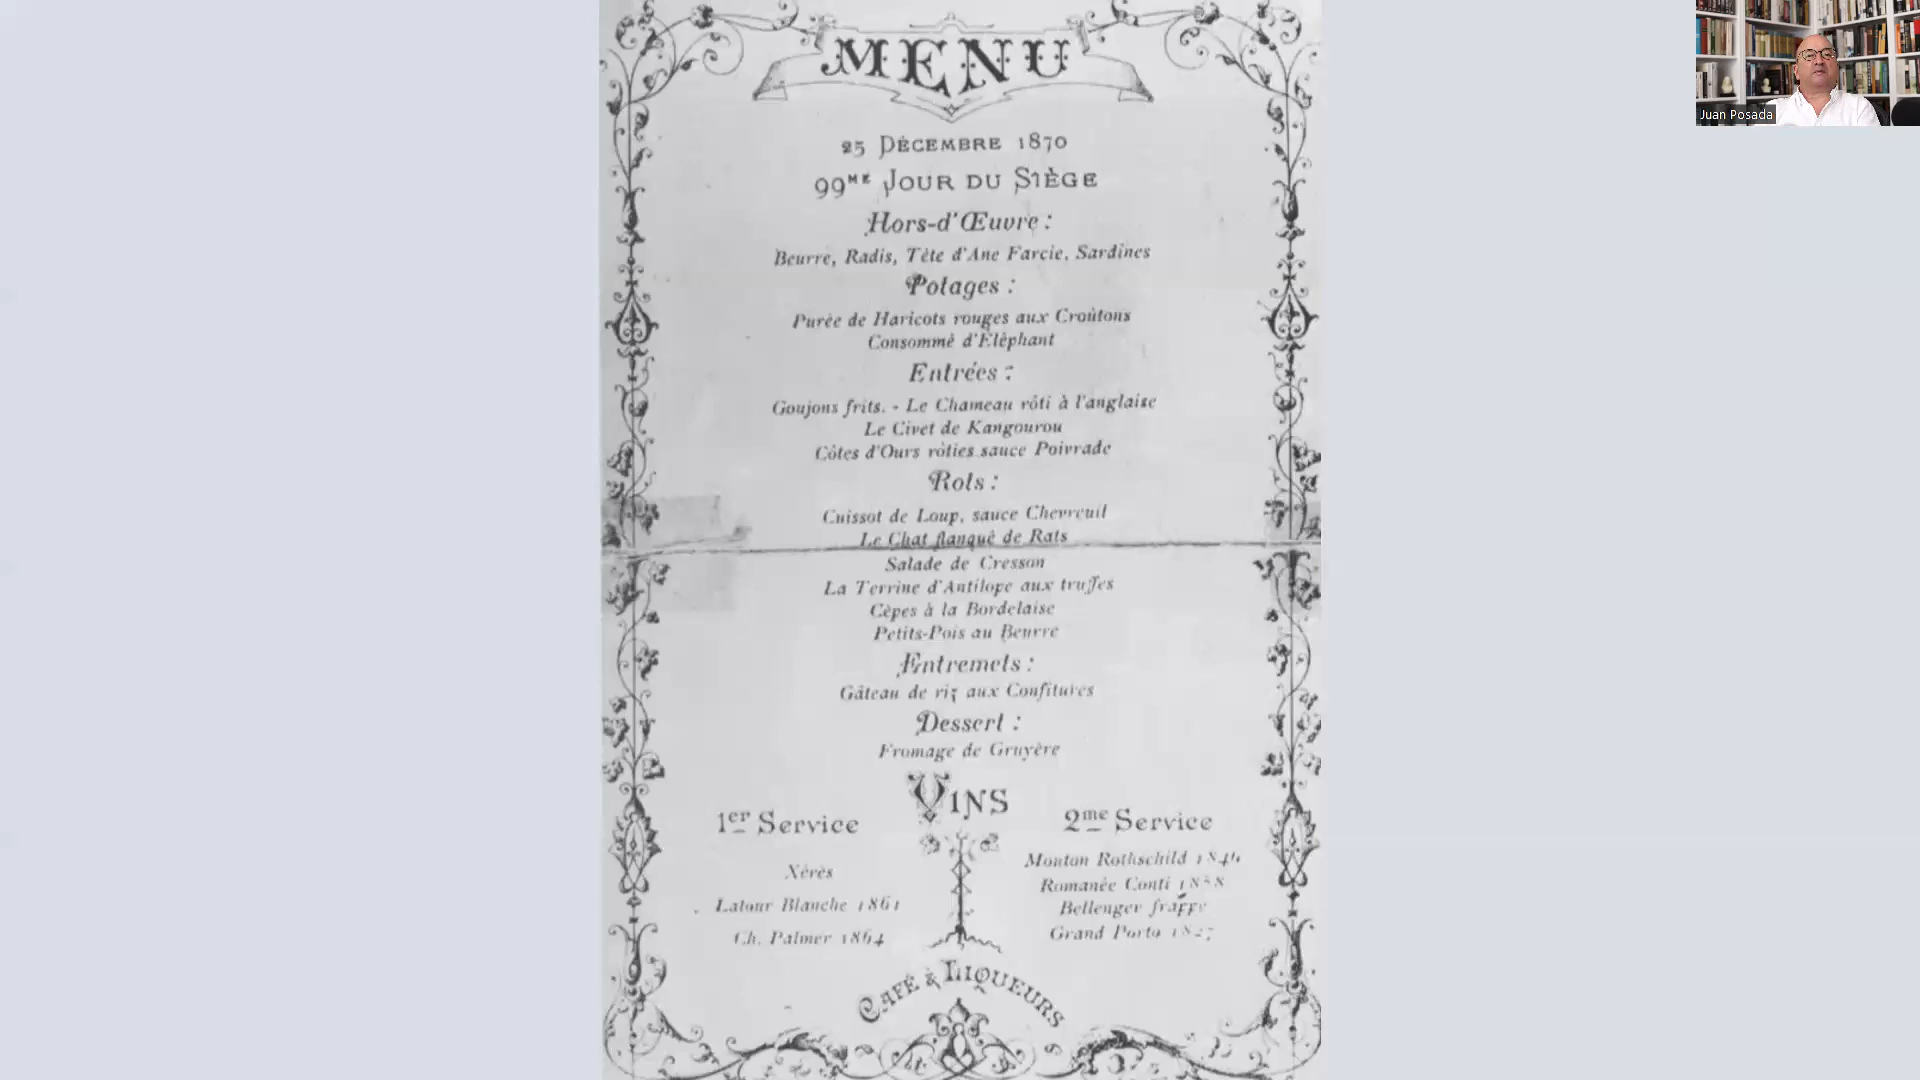 MENU
25 DÉCEMBRE 1870
99ME JOUR DU SIÈGE
Hors-d'Œuvre :
Beurre, Radis, Tête d'Ane Farcie, Sardines
Potages :
Purée de Haricots rouges aux Croûtons
Consommé d'Eléphant
Entrées :
Goujons frits. - Le Chameau rôti à l'anglaise
Le Civet de Kangourou
Côtes d'Ours rôties sauce Poivrade
Rots :
Cuissot de Loup, sauce Chevreuil
Le Chat flanqué de Rats
Salade de Cresson
La Terrine d'Antilope aux truffes
Cèpes à la Bordelaise
Petits-Pois au Beurre
Entremets :
Gâteau de riz aux Confitures
Dessert :
Fromage de Gruyère
VINS
1er Service
Xérès
Latour Blanche 1861
Ch. Palmer 1864
2me Service
Mouton Rothschild 1846
Romanée Conti 1858
Bellenger frappé
Grand Porto 1827
CAFÉ & LIQUEURS
Juan Posada